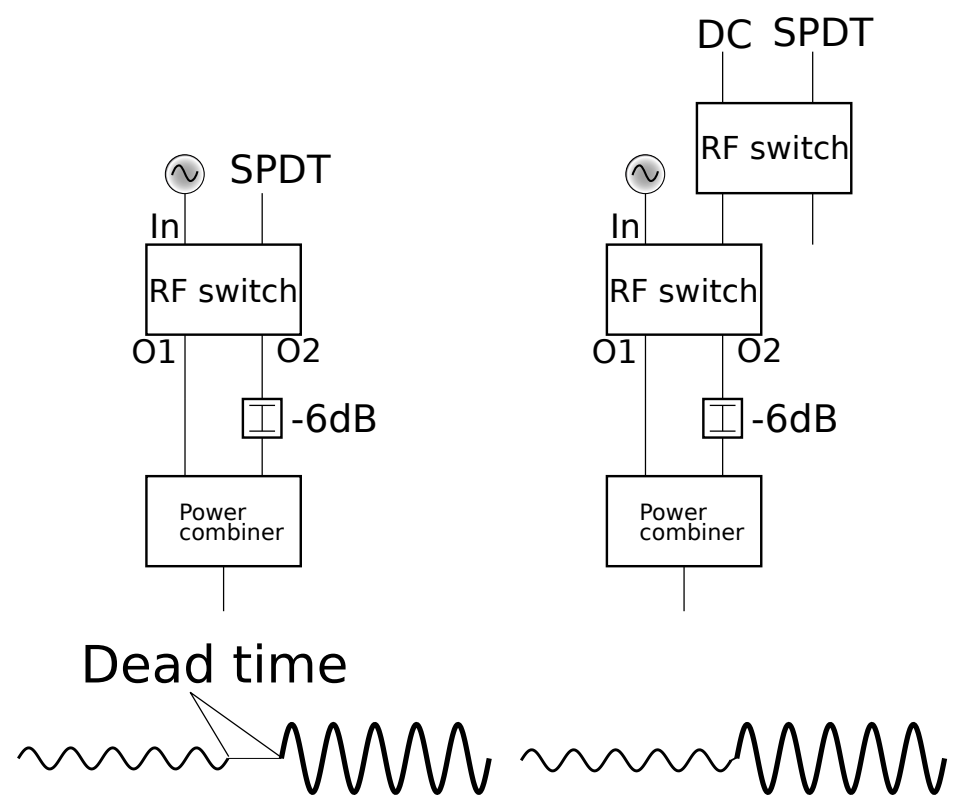 DC SPDT
RF switch
SPDT
In
RF switch
O1 O2
-6dB
Power
combiner
In
RF switch
O1 O2
-6dB
Power
combiner
Dead time